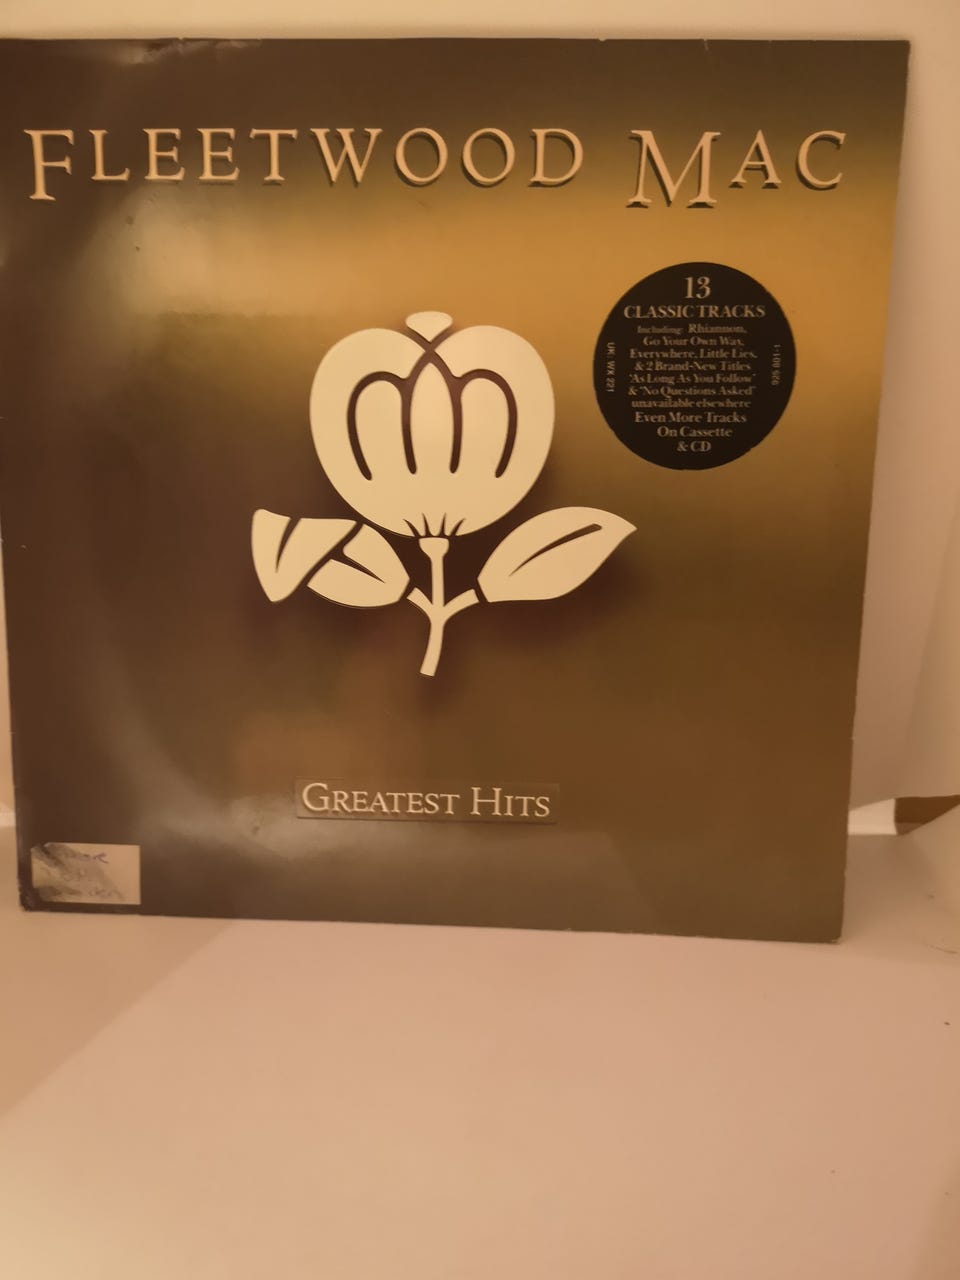 FLEETWOOD MAC
13
CLASSIC TRACKS
Including: Rhiannon,
Go Your Own Way,
Everywhere, Little Lies,
& 2 Brand-New Titles
'As Long As You Follow'
& 'No Questions Asked'
unavailable elsewhere
Even More Tracks
On Cassette
& CD
UK: WX 221
925 801-1
GREATEST HITS